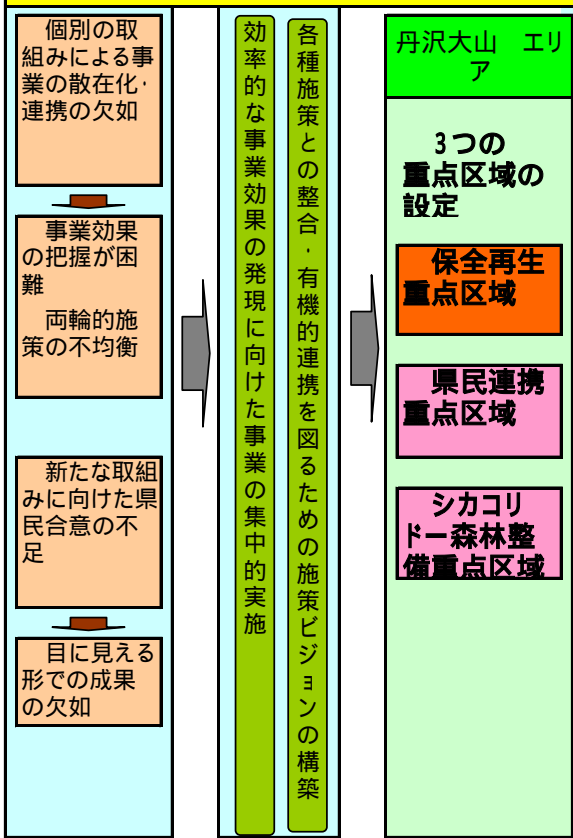 個別の取
組みによる事
業の散在化・
連携の欠如
事業効果
の把握が困
難
両輪的施
策の不均衡
新たな取組
みに向けた県
民合意の不
足
目に見える
形での成果
の欠如
各種施策との整合・有機的連携を図るための施策ビジョンの構築
効率的な事業効果の発現に向けた事業の集中的実施
丹沢大山　エリ
ア
3つの
重点区域の
設定
保全再生
重点区域
県民連携
重点区域
シカコリ
ドー森林整
備重点区域